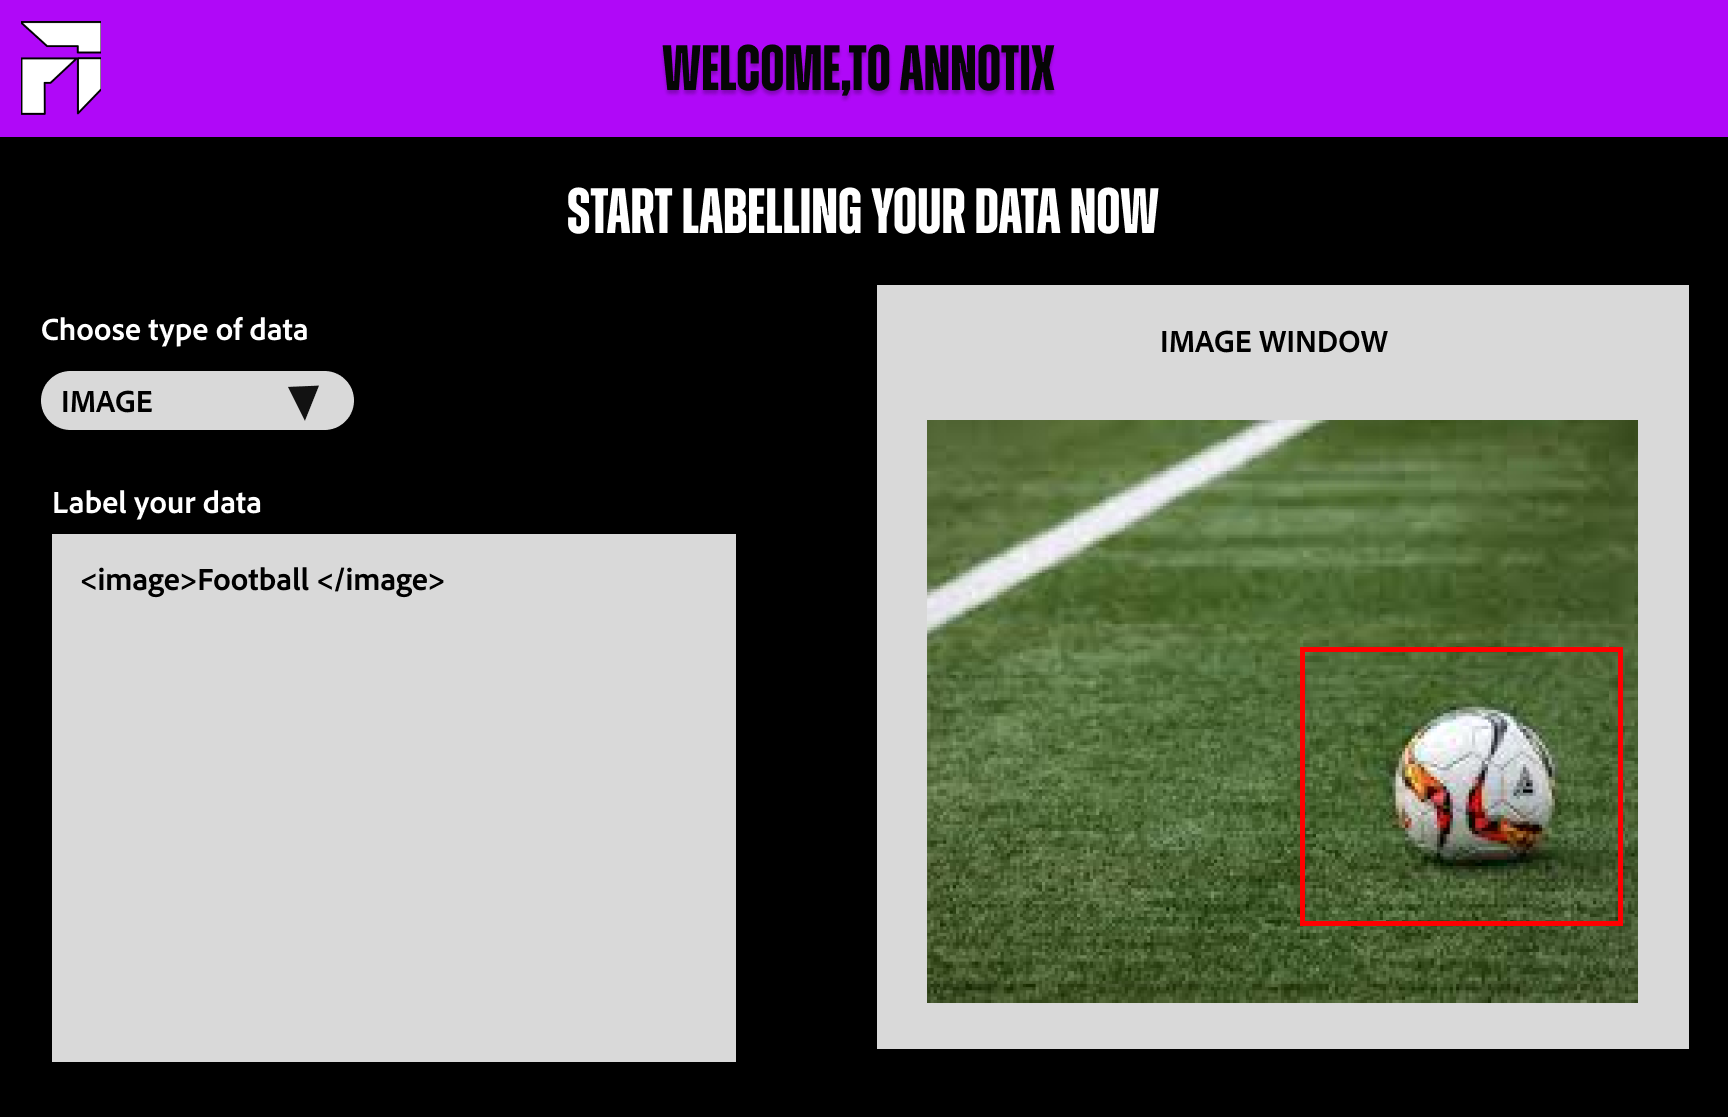 WELCOME,TO ANNOTIX
START LABELLING YOUR DATA NOW
Choose type of data
IMAGE
Label your data
<image>Football </image>
IMAGE WINDOW